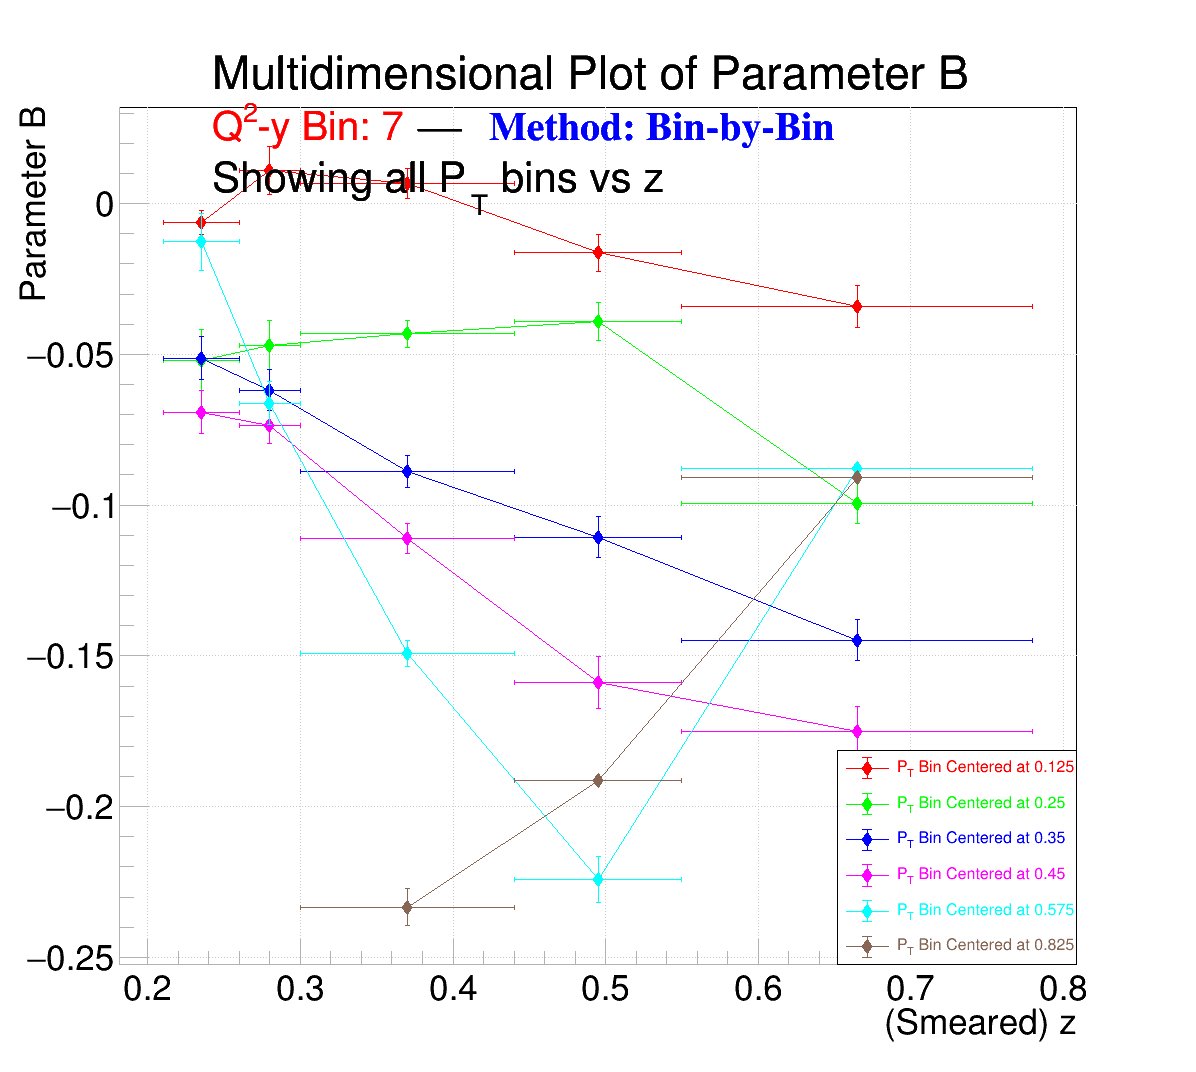 Multidimensional Plot of Parameter B
Q2-y Bin: 7 — Method: Bin-by-Bin
Showing all PT bins vs z
Parameter B
0
−0.05
−0.1
−0.15
−0.2
−0.25
PT Bin Centered at 0.125
PT Bin Centered at 0.25
PT Bin Centered at 0.35
PT Bin Centered at 0.45
PT Bin Centered at 0.575
PT Bin Centered at 0.825
0.2 0.3 0.4 0.5 0.6 0.7 0.8
(Smeared) z